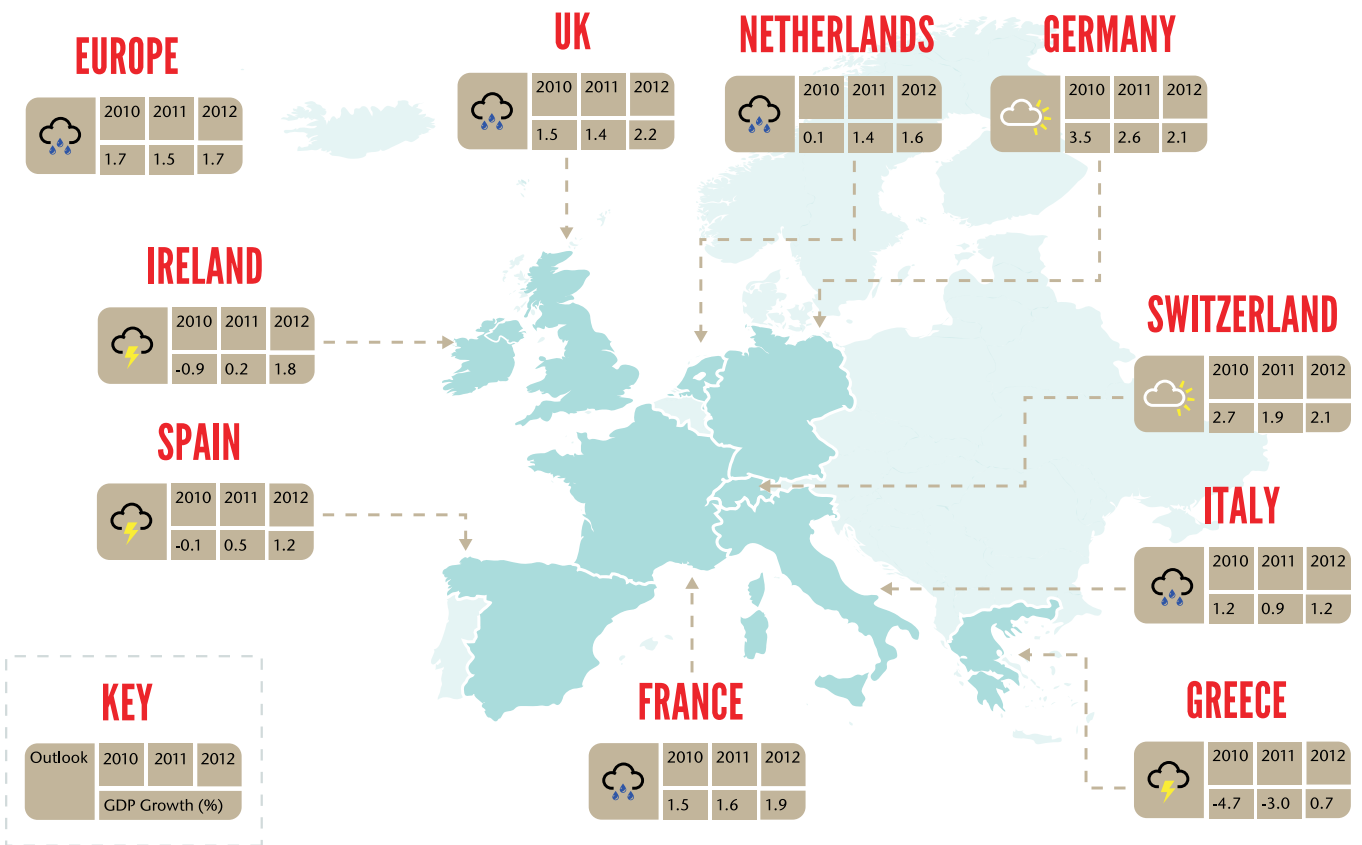 EUROPE
2010 2011 2012
1.7 1.5 1.7
UK
2010 2011 2012
1.5 1.4 2.2
NETHERLANDS
2010 2011 2012
0.1 1.4 1.6
GERMANY
2010 2011 2012
3.5 2.6 2.1
IRELAND
2010 2011 2012
-0.9 0.2 1.8
SWITZERLAND
2010 2011 2012
2.7 1.9 2.1
SPAIN
2010 2011 2012
-0.1 0.5 1.2
ITALY
2010 2011 2012
1.2 0.9 1.2
KEY
Outlook 2010 2011 2012
GDP Growth (%)
FRANCE
2010 2011 2012
1.5 1.6 1.9
GREECE
2010 2011 2012
-4.7 -3.0 0.7